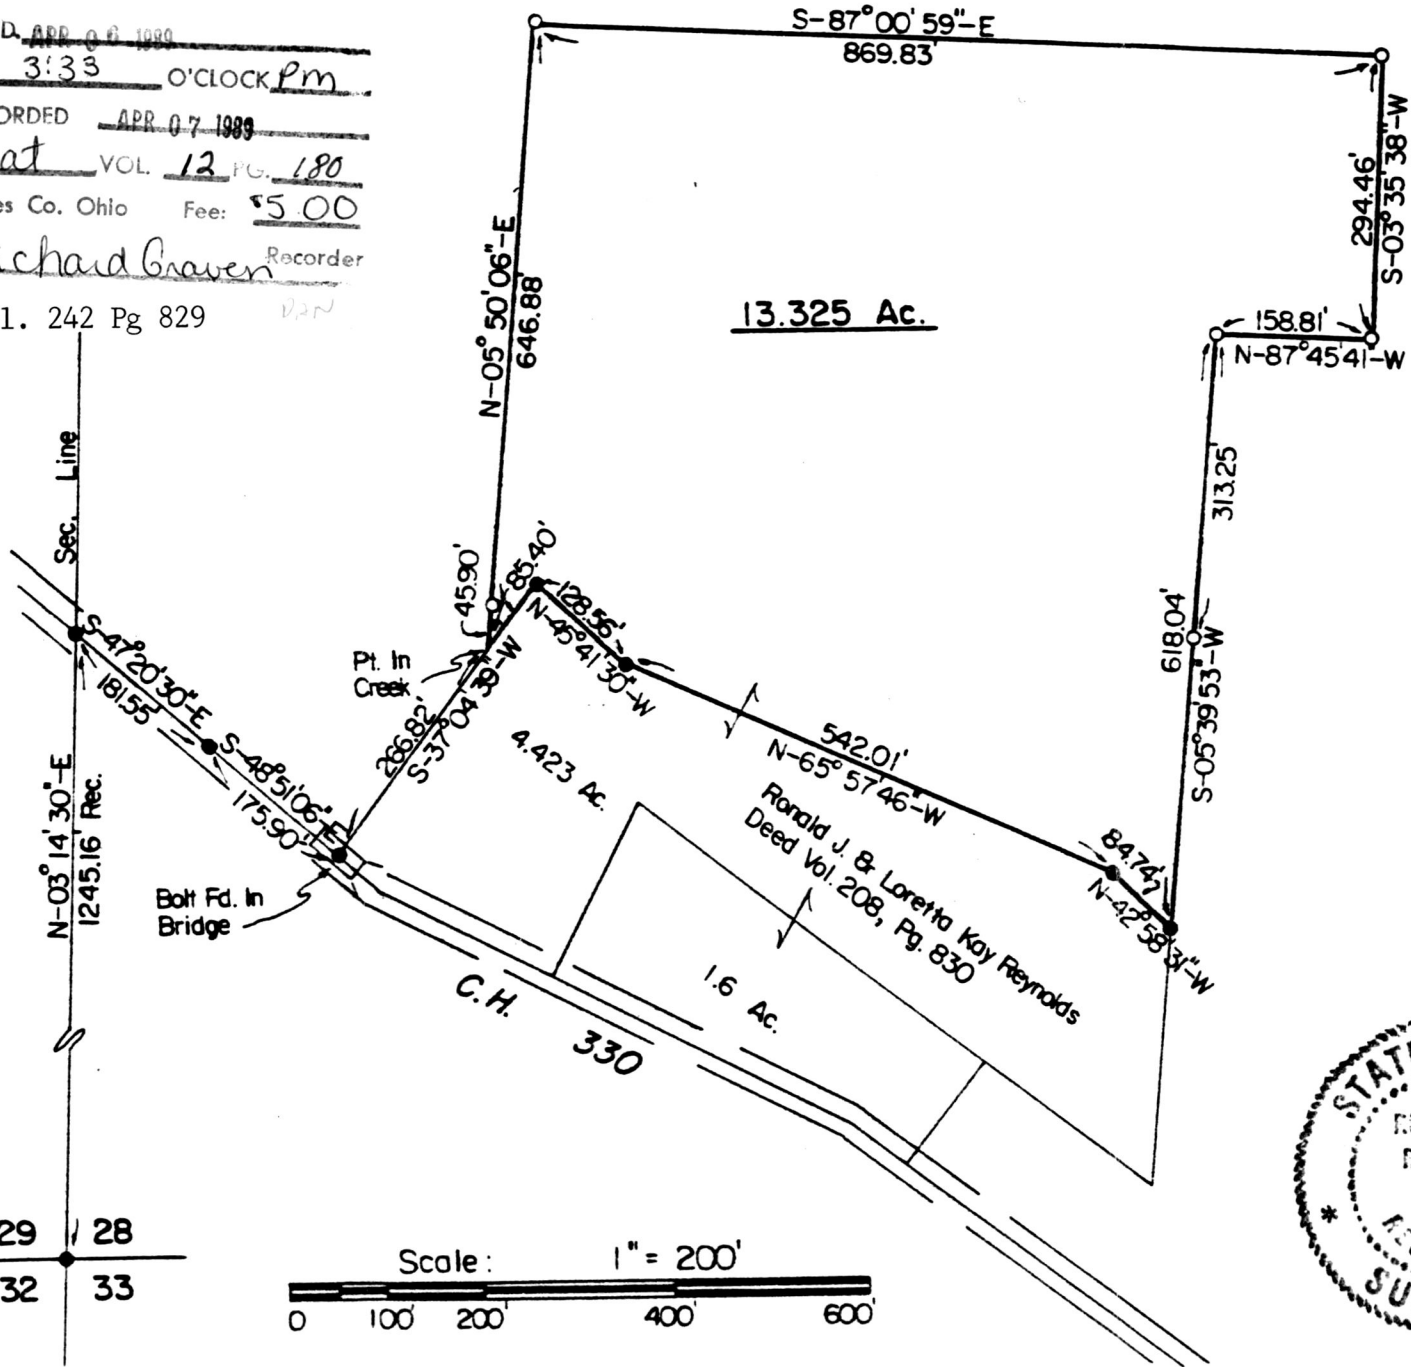 D. APR 06 1989
3:33 O'CLOCK Pm
ORDED APR 07 1989
at VOL. 12 PG. 180
es Co. Ohio Fee: $5.00
ichard Graven Recorder
1. 242 Pg 829
S-87°00'59"-E
869.83'
294.46'
S-03°35'38"-W
158.81'
N-87°45'41"-W
N-05°50'06"-E
646.88'
13.325 Ac.
313.25'
618.04'
S-05°39'53"-W
Sec. Line
45.90'
85.40'
128.56'
N-45°41'30"-W
Pt. In
Creek
S-47°20'30"-E
181.55'
S-48°51'06"-E
175.90'
266.82'
S-37°04'39"-W
542.01'
N-65°57'46"-W
4.423 Ac.
Ronald J. & Loretta Kay Reynolds
Deed Vol. 208, Pg. 830
84.74'
N-42°58'31"-W
N-03°14'30"-E
1245.16' Rec.
Bolt Fd. In
Bridge
1.6 Ac.
C.H. 330
29 28
32 33
Scale: 1" = 200'
0 100' 200' 400' 600'
STAT
*
SU